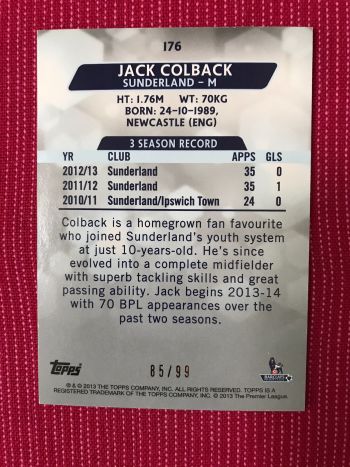 176
JACK COLBACK
SUNDERLAND – M
HT: 1.76M WT: 70KG
BORN: 24-10-1989,
NEWCASTLE (ENG)
3 SEASON RECORD
YR CLUB APPS GLS
2012/13 Sunderland 35 0
2011/12 Sunderland 35 1
2010/11 Sunderland/Ipswich Town 24 0
Colback is a homegrown fan favourite
who joined Sunderland's youth system
at just 10-years-old. He's since
evolved into a complete midfielder
with superb tackling skills and great
passing ability. Jack begins 2013-14
with 70 BPL appearances over the
past two seasons.
Topps
85/99
® & © 2013 THE TOPPS COMPANY, INC. ALL RIGHTS RESERVED. TOPPS IS A
REGISTERED TRADEMARK OF THE TOPPS COMPANY, INC. © 2013 The Premier League.